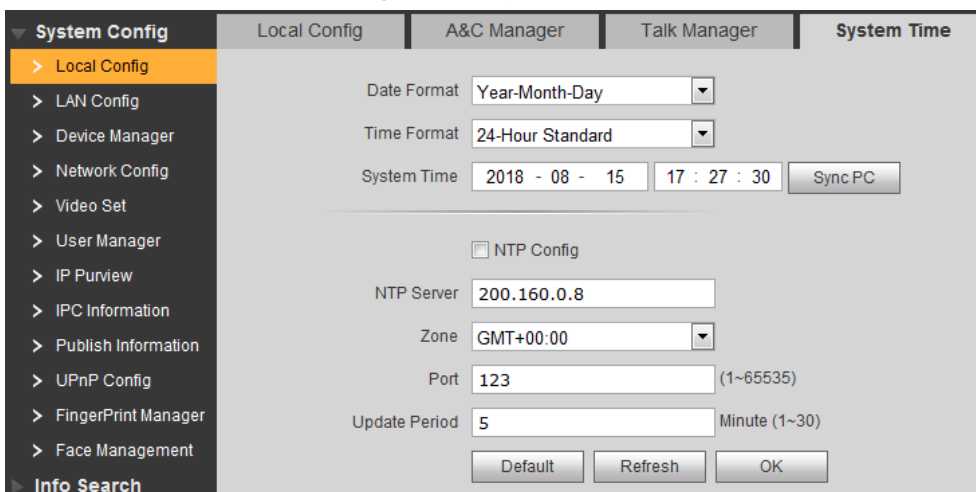 System Config
Local Config
LAN Config
Device Manager
Network Config
Video Set
User Manager
IP Purview
IPC Information
Publish Information
UPnP Config
FingerPrint Manager
Face Management
Info Search
Local Config A&C Manager Talk Manager System Time
Date Format Year-Month-Day
Time Format 24-Hour Standard
System Time 2018 - 08 - 15 17 : 27 : 30 Sync PC
NTP Config
NTP Server 200.160.0.8
Zone GMT+00:00
Port 123 (1~65535)
Update Period 5 Minute (1~30)
Default Refresh OK